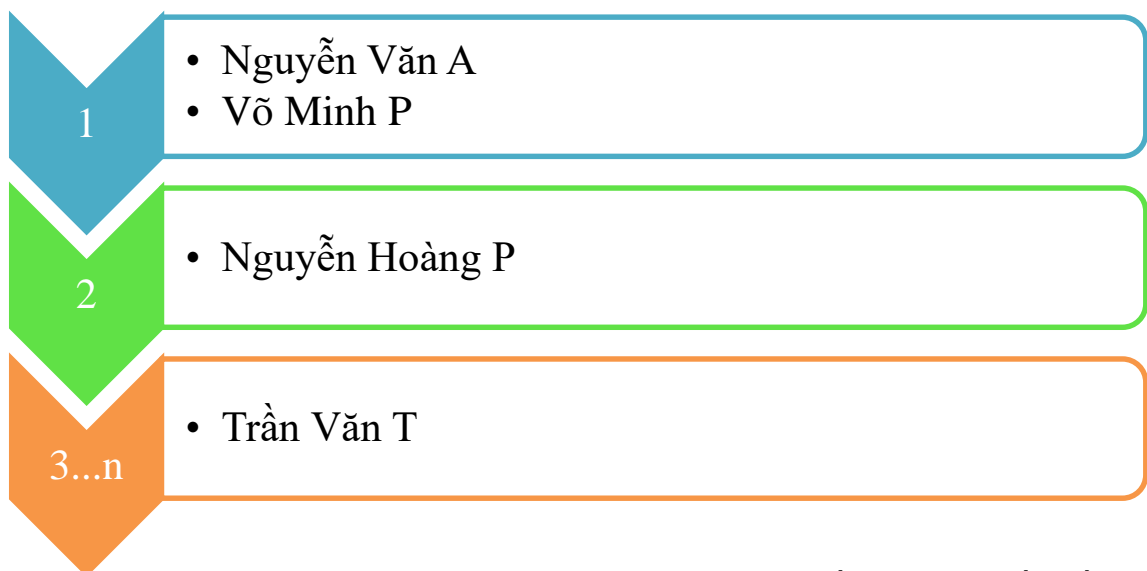 1
• Nguyễn Văn A
• Võ Minh P
2
• Nguyễn Hoàng P
3...n
• Trần Văn T